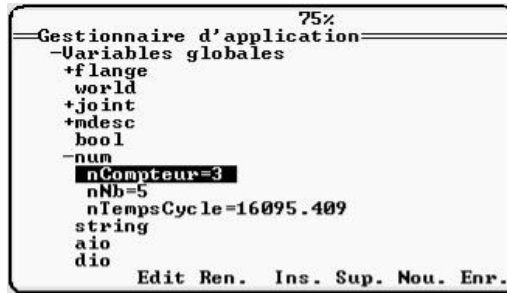 75%
Gestionnaire d'application
-Variables globales
+flange
world
+joint
+mdesc
bool
-num
nCompteur=3
nNb=5
nTempsCycle=16095.409
string
aio
dio
Edit Ren. Ins. Sup. Nou. Enr.